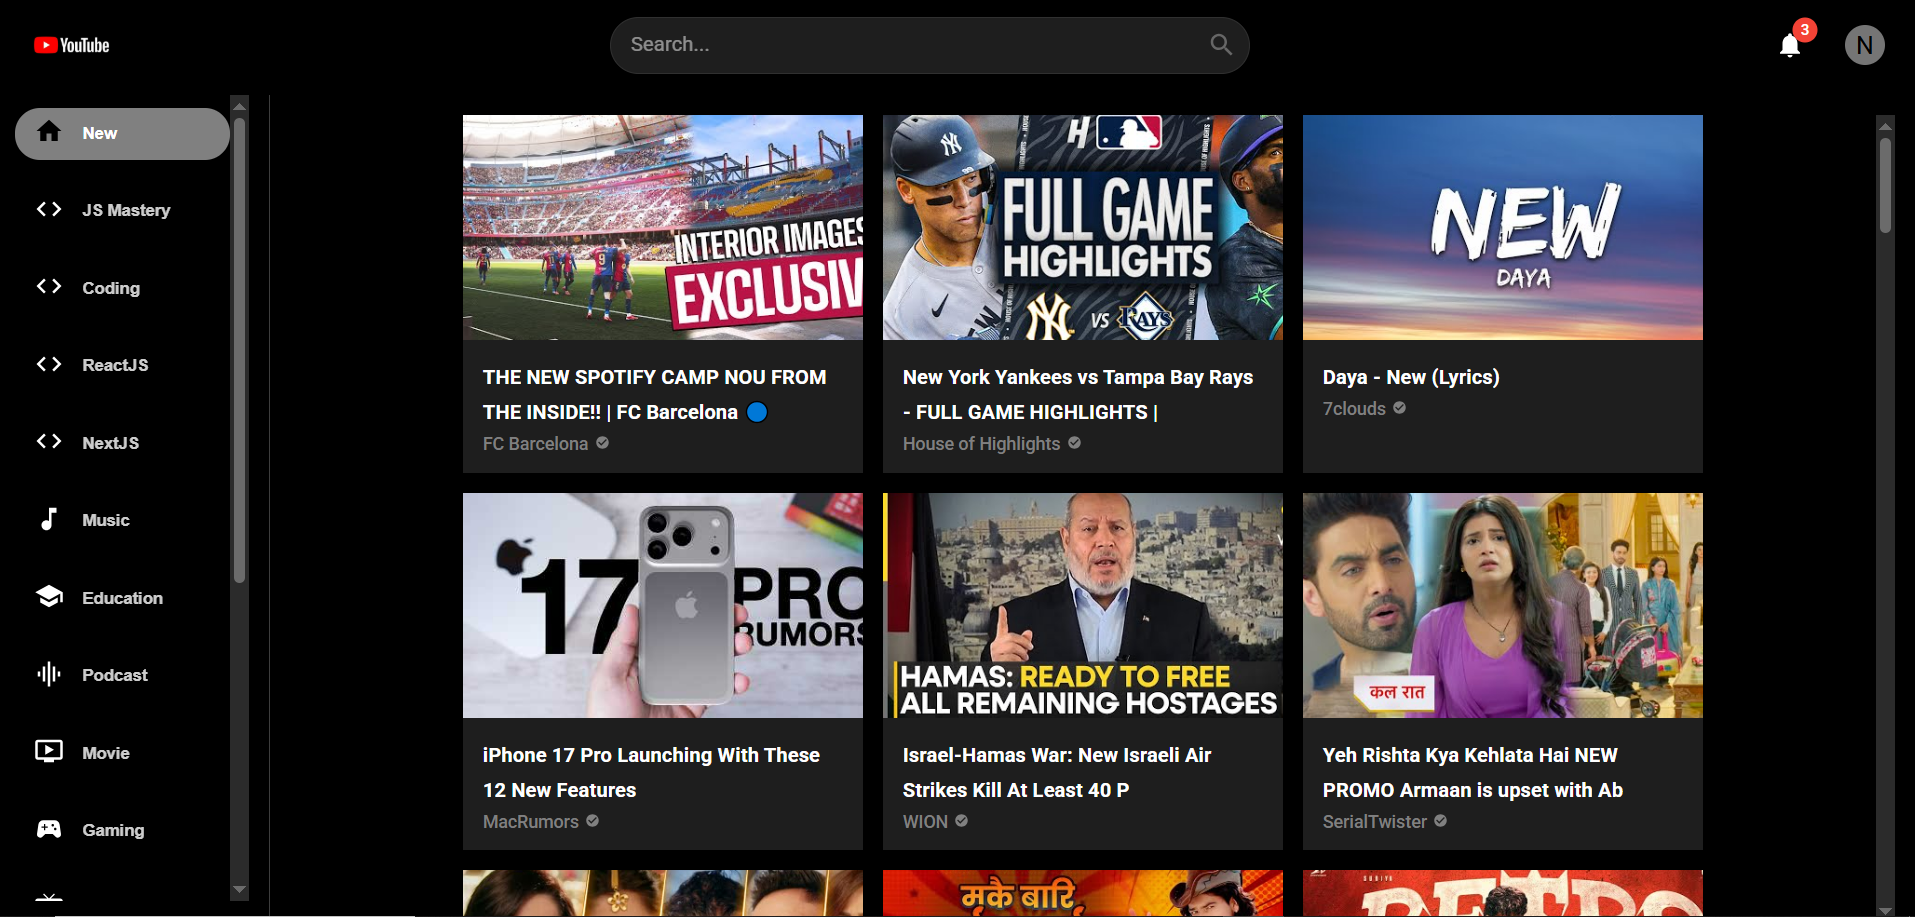 YouTube
Search...
3
N
New
JS Mastery
Coding
ReactJS
NextJS
Music
Education
Podcast
Movie
Gaming
INTERIOR IMAGES
EXCLUSIV
THE NEW SPOTIFY CAMP NOU FROM
THE INSIDE!! | FC Barcelona
FC Barcelona
H
FULL GAME
HIGHLIGHTS
NY VS RAYS
New York Yankees vs Tampa Bay Rays
- FULL GAME HIGHLIGHTS |
House of Highlights
NEW
DAYA
Daya - New (Lyrics)
7clouds
17 PRO
RUMORS
iPhone 17 Pro Launching With These
12 New Features
MacRumors
HAMAS: READY TO FREE
ALL REMAINING HOSTAGES
Israel-Hamas War: New Israeli Air
Strikes Kill At Least 40 P
WION
कल रात
Yeh Rishta Kya Kehlata Hai NEW
PROMO Armaan is upset with Ab
SerialTwister
मकै बारि
SURIYA
RETRO